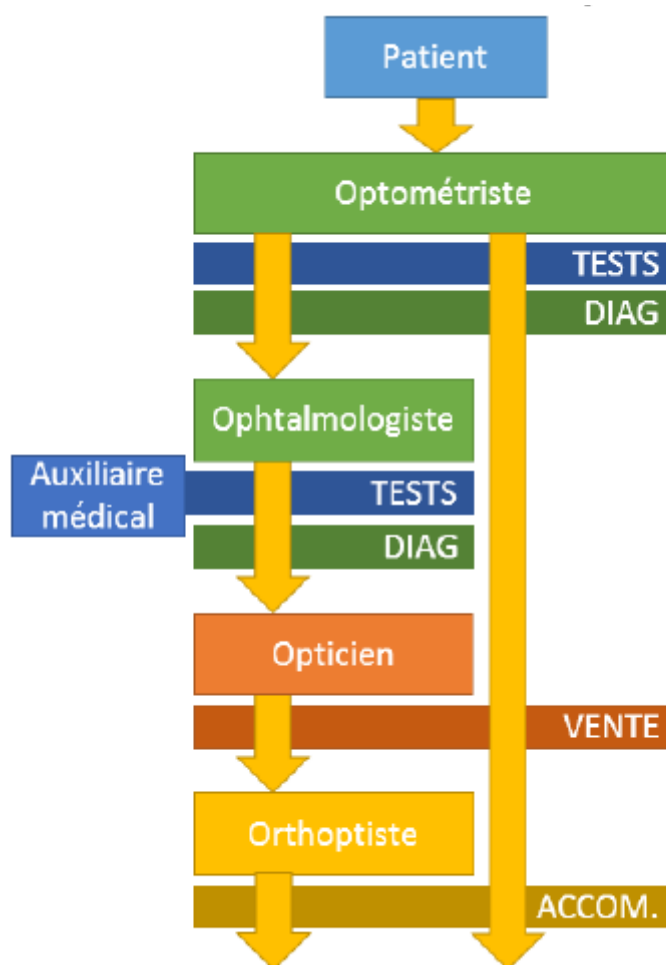 Patient
Optométriste
TESTS
DIAG
Ophtalmologiste
Auxiliaire
médical
TESTS
DIAG
Opticien
VENTE
Orthoptiste
ACCOM.